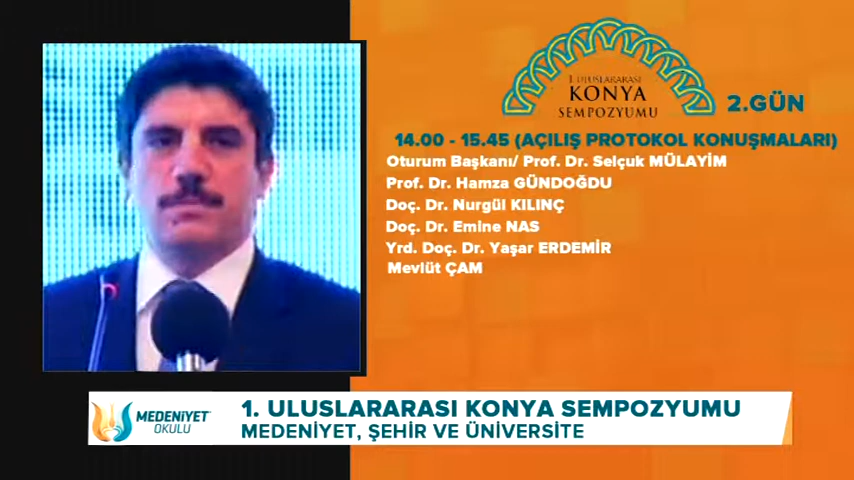 1. ULUSLARARASI
KONYA
SEMPOZYUMU
2.GÜN
14.00 - 15.45 (AÇILIŞ PROTOKOL KONUŞMALARI)
Oturum Başkanı/ Prof. Dr. Selçuk MÜLAYİM
Prof. Dr. Hamza GÜNDOĞDU
Doç. Dr. Nurgül KILINÇ
Doç. Dr. Emine NAS
Yrd. Doç. Dr. Yaşar ERDEMİR
Mevlüt ÇAM
MEDENİYET
OKULU
1. ULUSLARARASI KONYA SEMPOZYUMU
MEDENİYET, ŞEHİR VE ÜNİVERSİTE